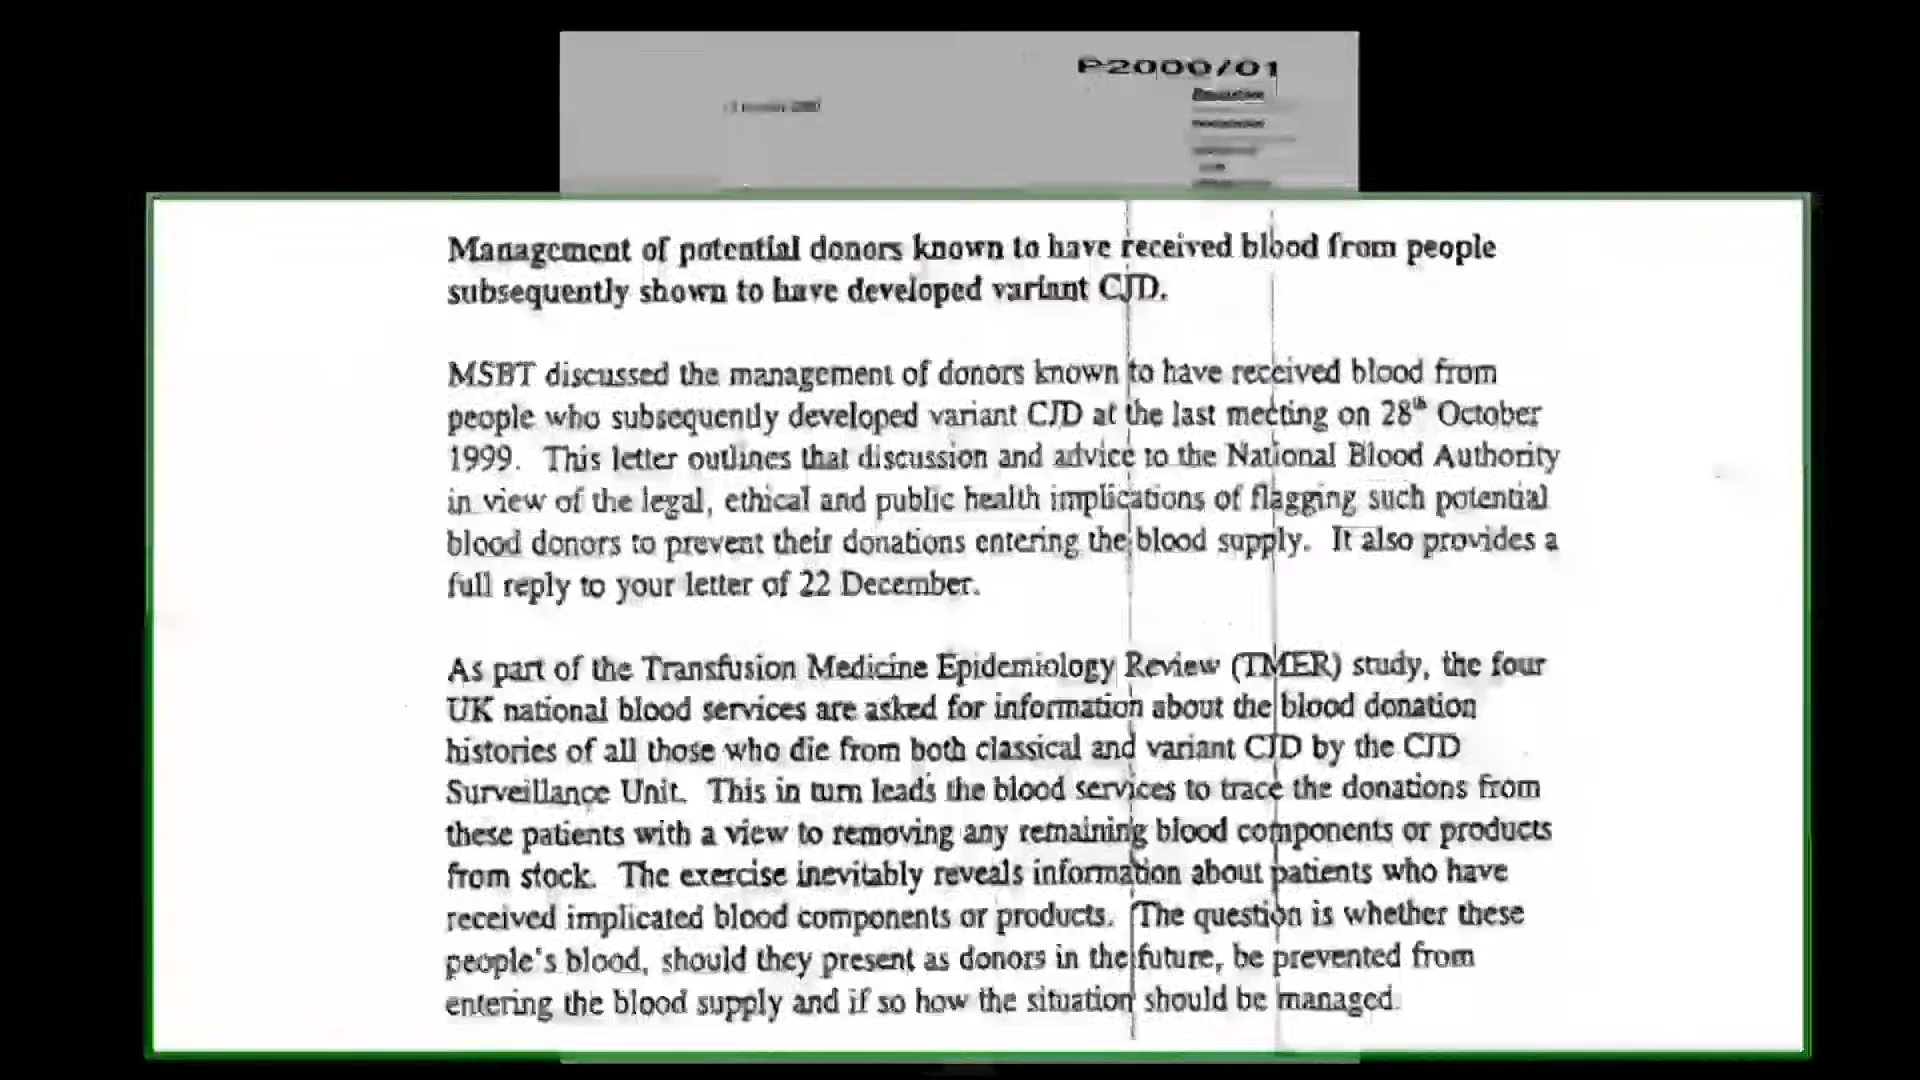 P2000/01
Management of potential donors known to have received blood from people
subsequently shown to have developed variant CJD.
MSBT discussed the management of donors known to have received blood from
people who subsequently developed variant CJD at the last meeting on 28th October
1999. This letter outlines that discussion and advice to the National Blood Authority
in view of the legal, ethical and public health implications of flagging such potential
blood donors to prevent their donations entering the blood supply. It also provides a
full reply to your letter of 22 December.
As part of the Transfusion Medicine Epidemiology Review (TMER) study, the four
UK national blood services are asked for information about the blood donation
histories of all those who die from both classical and variant CJD by the CJD
Surveillance Unit. This in turn leads the blood services to trace the donations from
these patients with a view to removing any remaining blood components or products
from stock. The exercise inevitably reveals information about patients who have
received implicated blood components or products. The question is whether these
people's blood, should they present as donors in the future, be prevented from
entering the blood supply and if so how the situation should be managed.